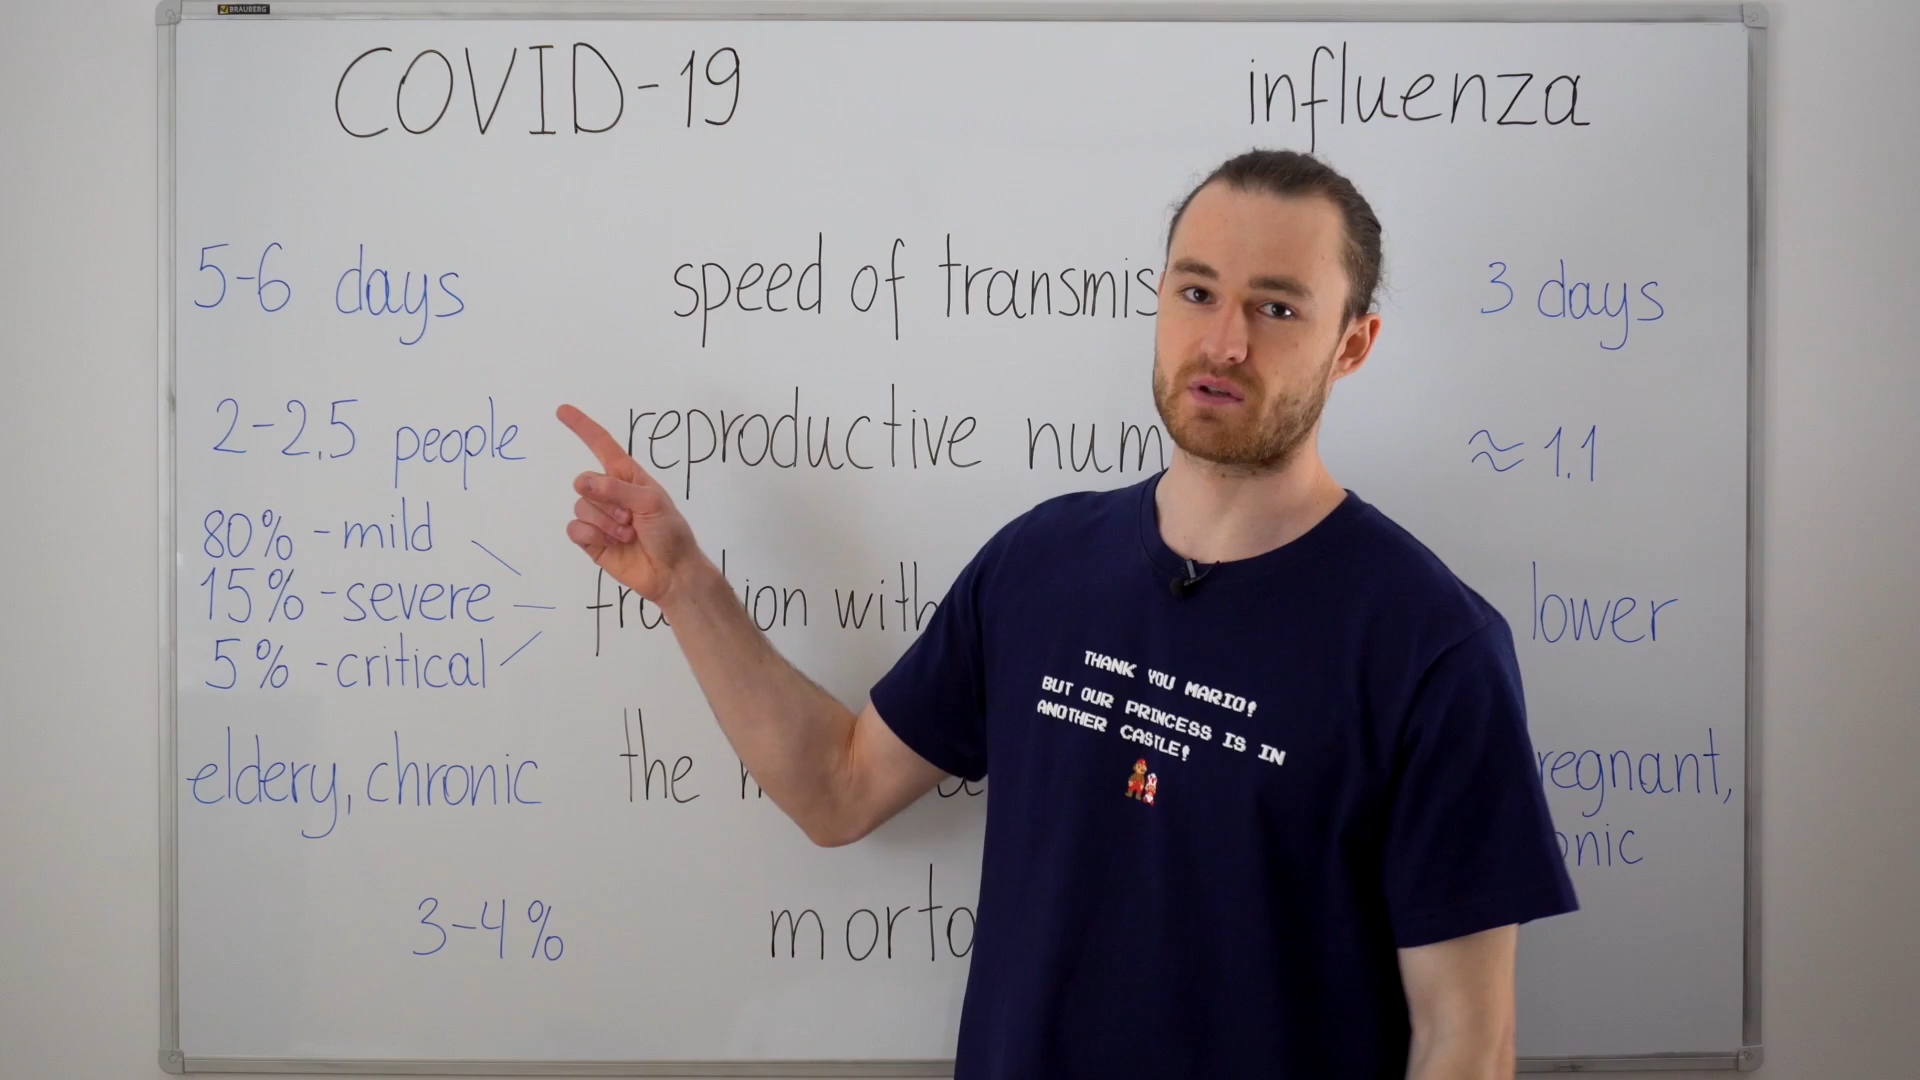 BRAUBERG
COVID-19
influenza
5-6 days
speed of transmis
3 days
2-2.5 people
reproductive num
≈ 1.1
80% - mild
15% - severe
5% - critical
with
lower
eldery, chronic
the
regnant,
onic
3-4%
morta
THANK YOU MARIO!
BUT OUR PRINCESS IS IN
ANOTHER CASTLE!